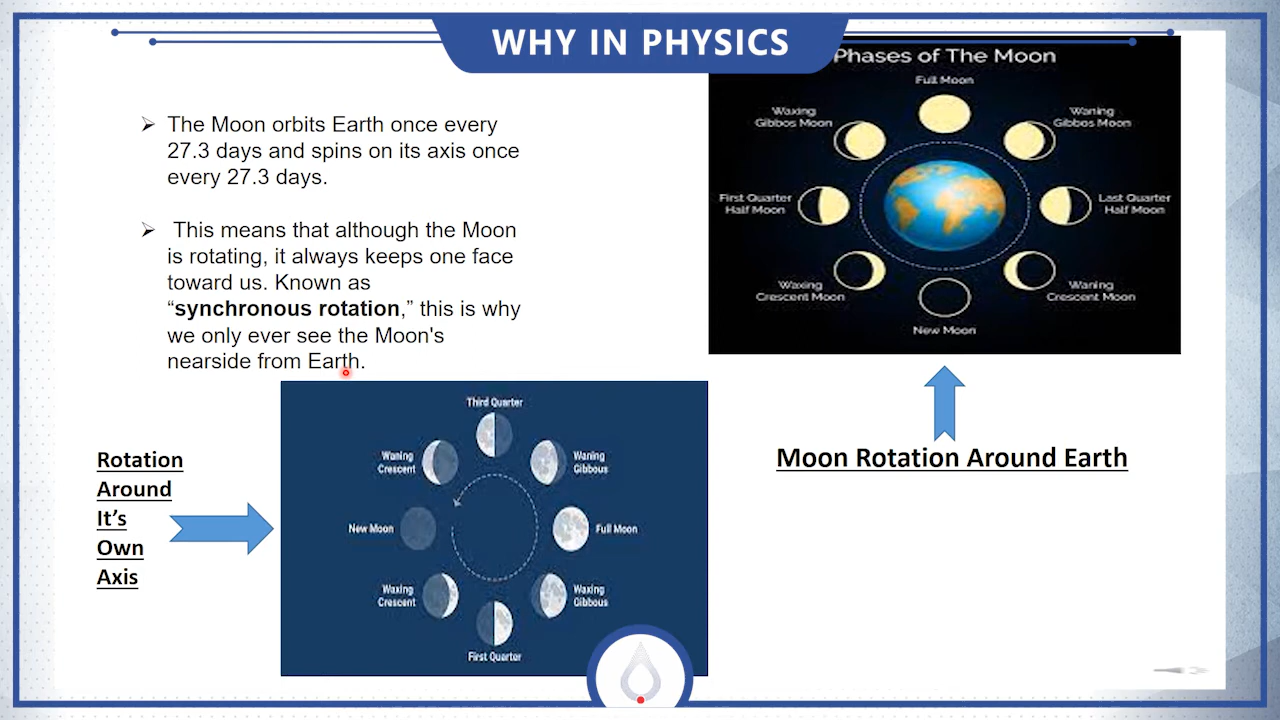 WHY IN PHYSICS
The Moon orbits Earth once every
27.3 days and spins on its axis once
every 27.3 days.
This means that although the Moon
is rotating, it always keeps one face
toward us. Known as
“synchronous rotation,” this is why
we only ever see the Moon's
nearside from Earth.
Phases of The Moon
Full Moon
Waxing
Gibbos Moon
Waning
Gibbos Moon
First Quarter
Half Moon
Last Quarter
Half Moon
Waxing
Crescent Moon
Waning
Crescent Moon
New Moon
Moon Rotation Around Earth
Rotation
Around
It’s
Own
Axis
Third Quarter
Waning
Crescent
Waning
Gibbous
New Moon
Full Moon
Waxing
Crescent
Waxing
Gibbous
First Quarter